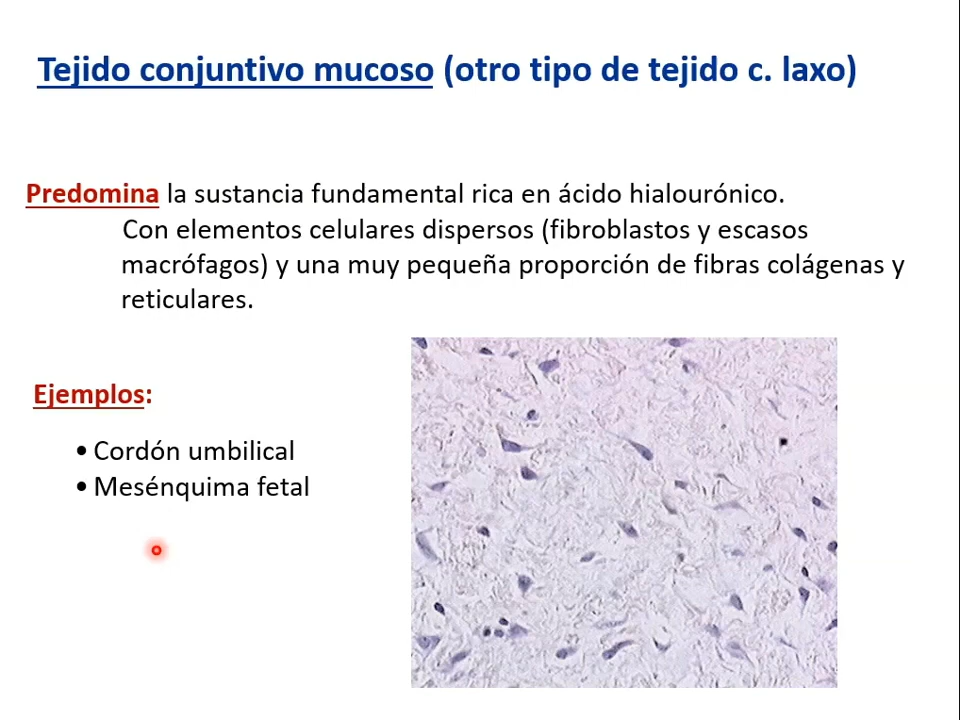 Tejido conjuntivo mucoso (otro tipo de tejido c. laxo)
Predomina la sustancia fundamental rica en ácido hialourónico.
Con elementos celulares dispersos (fibroblastos y escasos
macrófagos) y una muy pequeña proporción de fibras colágenas y
reticulares.
Ejemplos:
• Cordón umbilical
• Mesénquima fetal